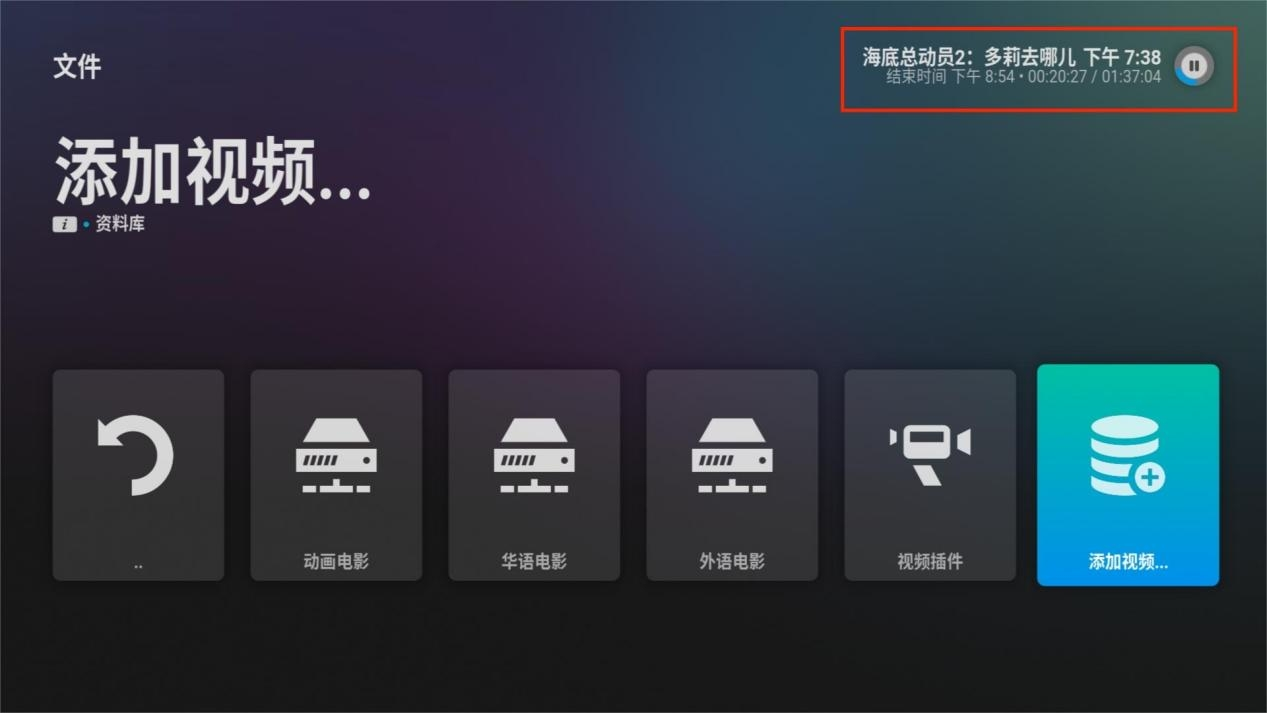 文件
海底总动员2：多莉去哪儿 下午 7:38
结束时间 下午 8:54 • 00:20:27 / 01:37:04
添加视频...
i • 资料库
..
动画电影
华语电影
外语电影
视频插件
添加视频...